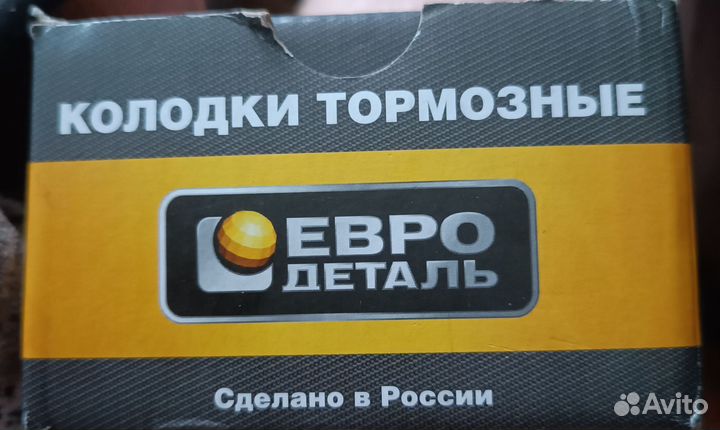 КОЛОДКИ ТОРМОЗНЫЕ
ЕВРО
ДЕТАЛЬ
Сделано в России
Avito